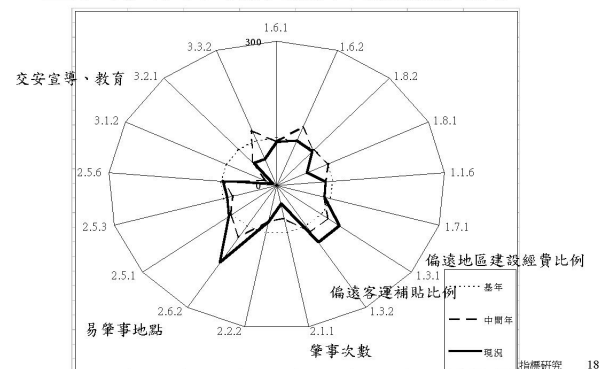 1.6.1
300
3.3.2
1.6.2
交安宣導、教育
3.2.1
1.8.2
3.1.2
1.8.1
2.5.6
0
1.1.6
2.5.3
1.7.1
2.5.1
1.3.1
偏遠地區建設經費比例
2.6.2
1.3.2
偏遠客運補貼比例
基年
易肇事地點
2.2.2
2.1.1
中間年
肇事次數
現況
指標研究 18